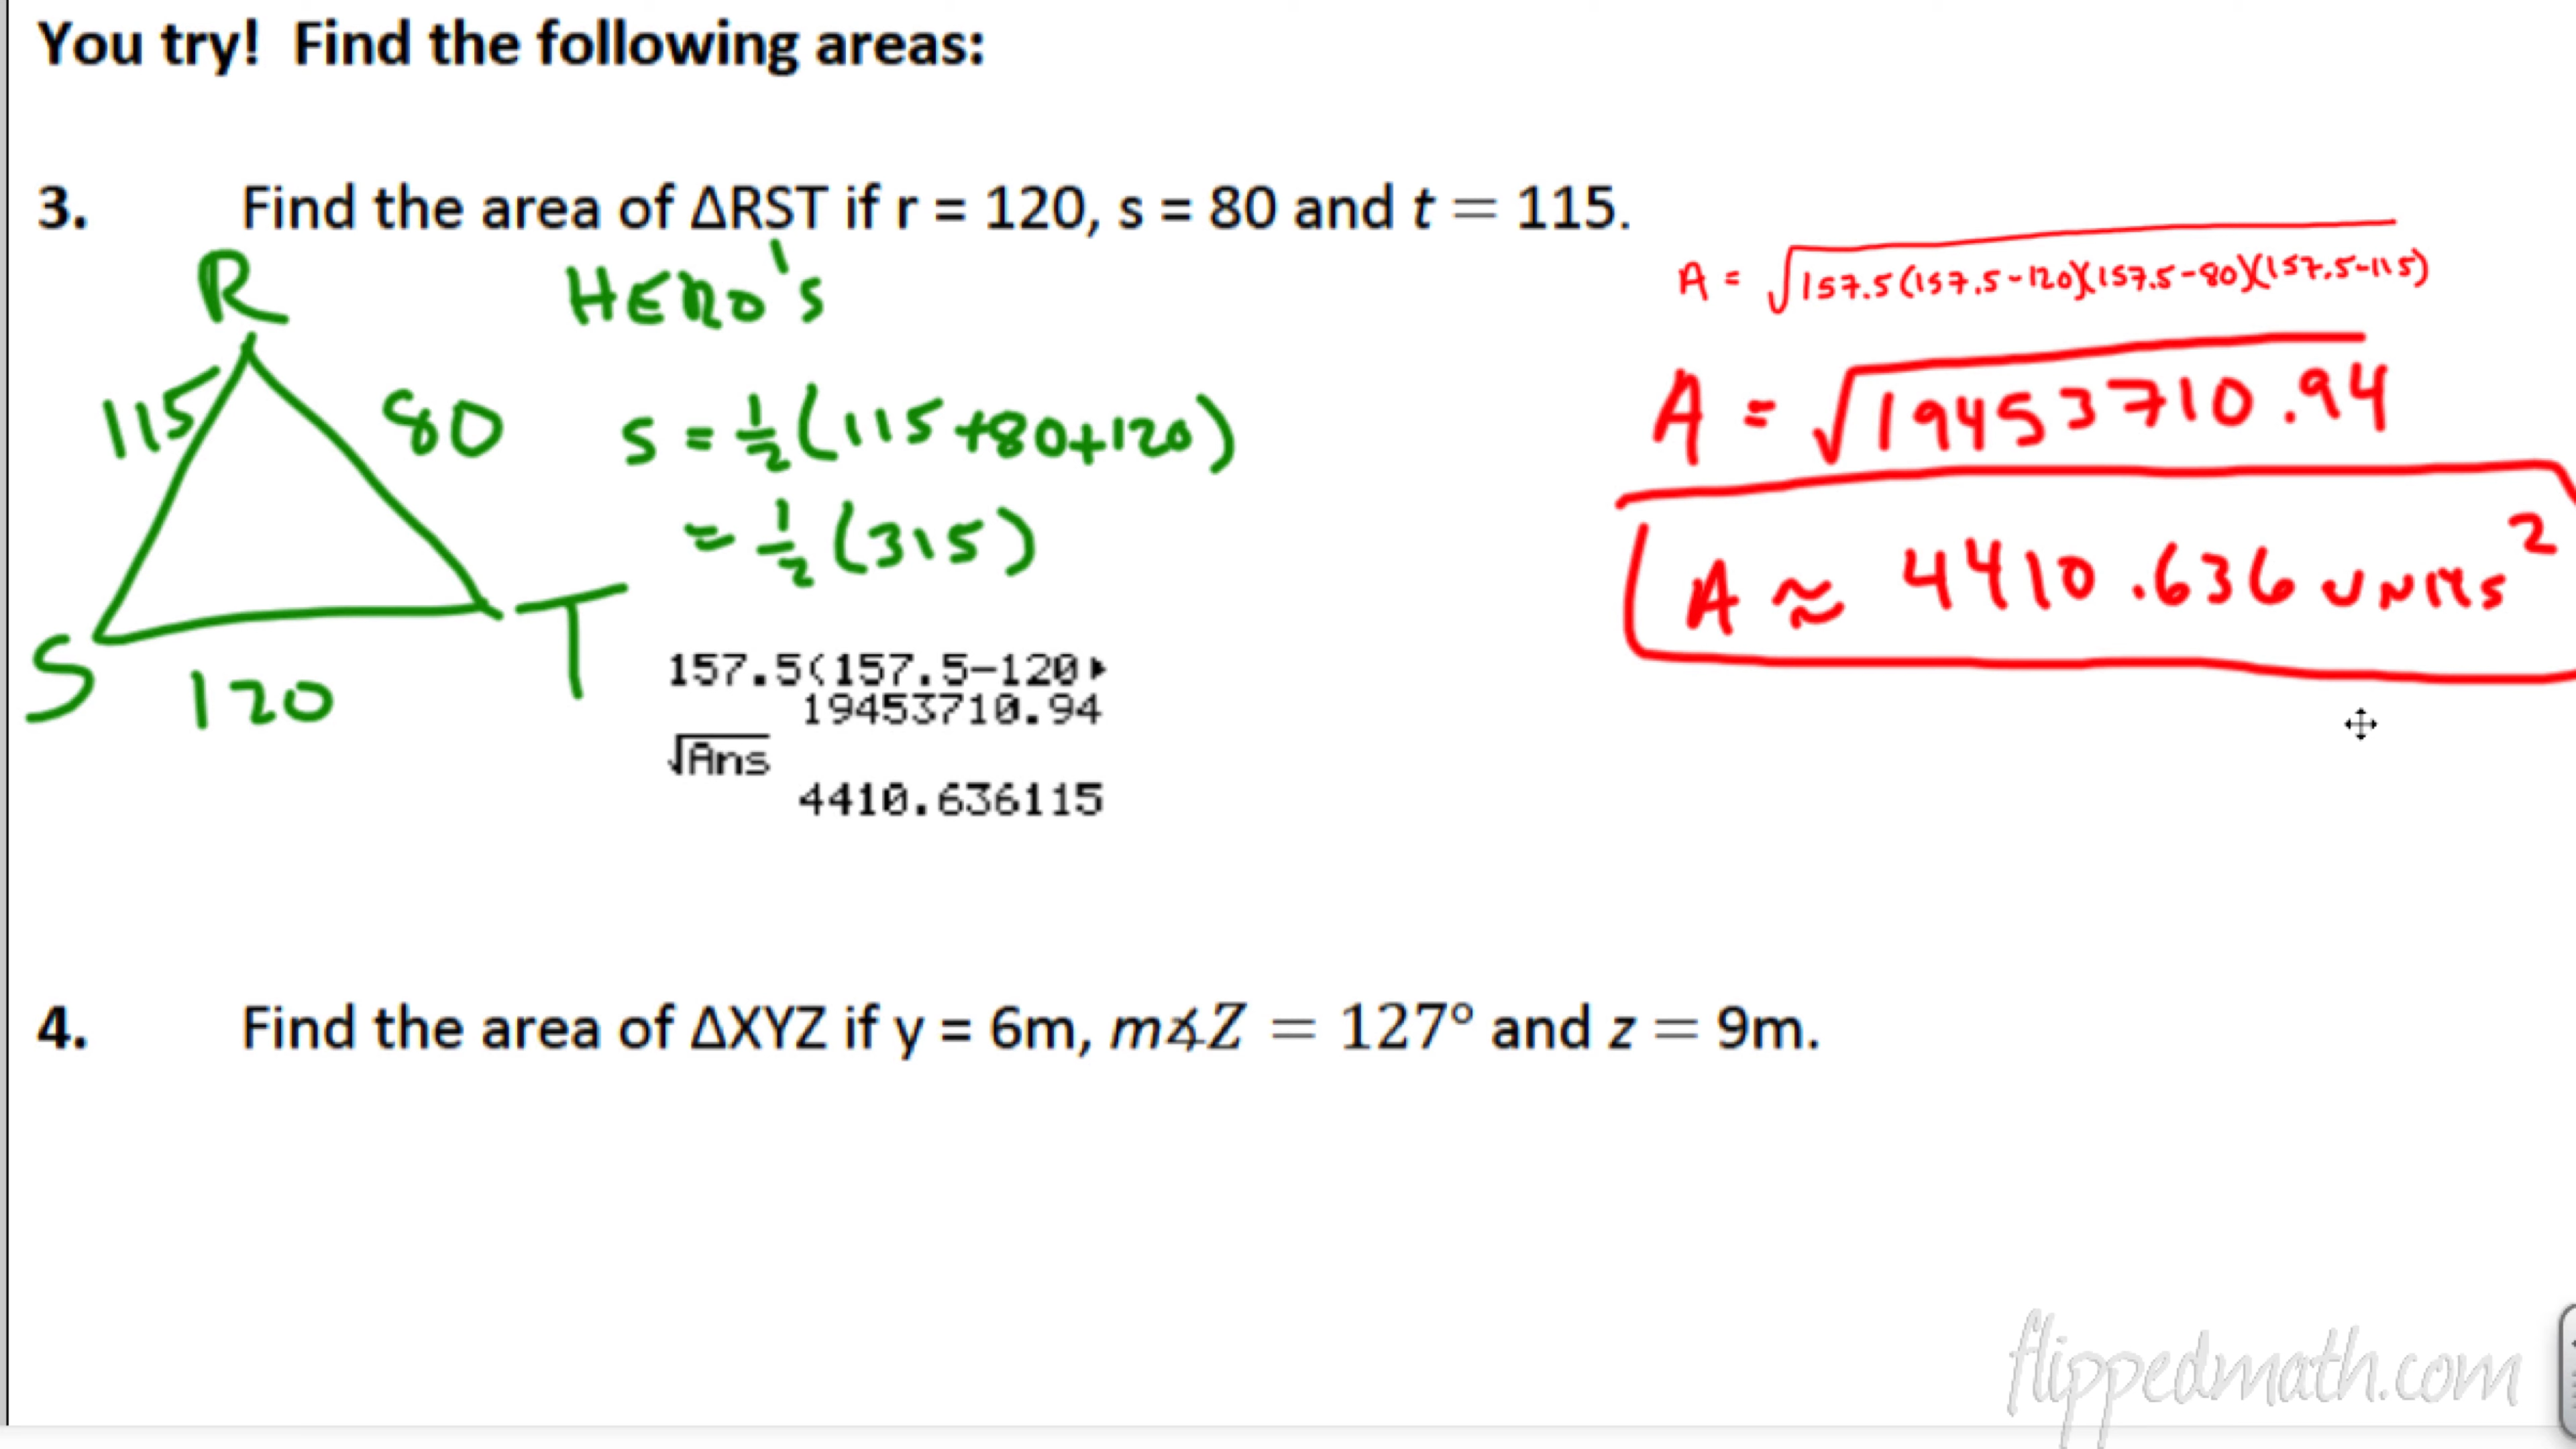 You try! Find the following areas:
3. Find the area of ΔRST if r = 120, s = 80 and t = 115.
R
HERO's
115
80
S
120
T
s = 1/2 (115+80+120)
= 1/2 (315)
157.5(157.5-120▸
19453710.94
√Ans
4410.636115
A = √157.5(157.5-120)(157.5-80)(157.5-115)
A = √19453710.94
A ≈ 4410.636 UNITS²
4. Find the area of ΔXYZ if y = 6m, m∡Z = 127° and z = 9m.
flippedmath.com